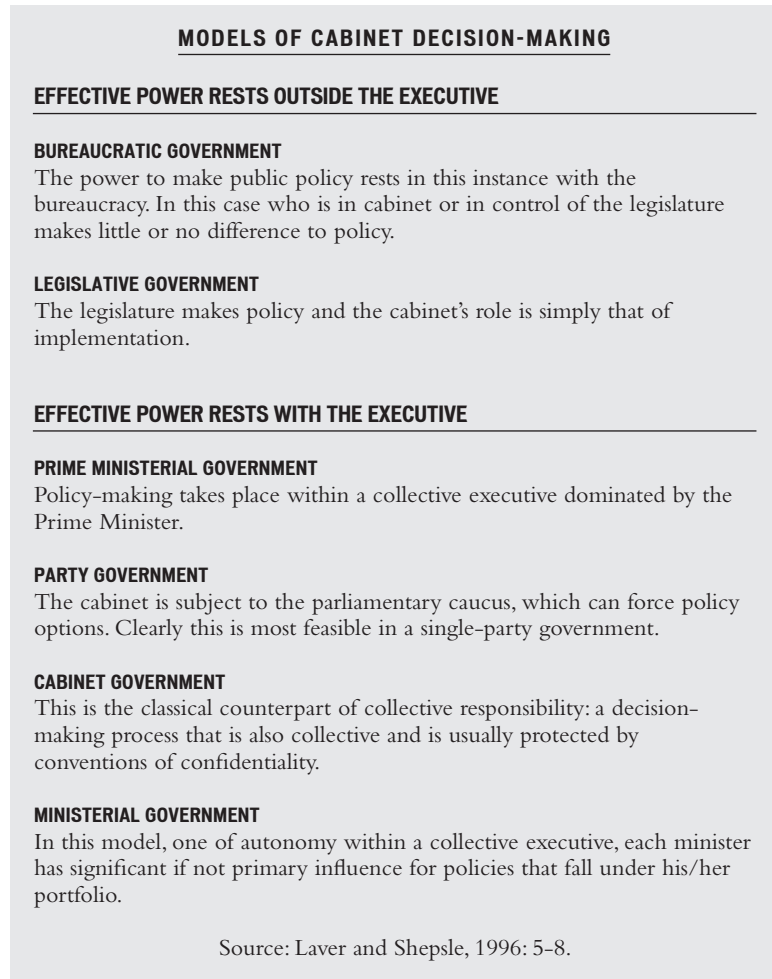 MODELS OF CABINET DECISION-MAKING
EFFECTIVE POWER RESTS OUTSIDE THE EXECUTIVE
BUREAUCRATIC GOVERNMENT
The power to make public policy rests in this instance with the
bureaucracy. In this case who is in cabinet or in control of the legislature
makes little or no difference to policy.
LEGISLATIVE GOVERNMENT
The legislature makes policy and the cabinet’s role is simply that of
implementation.
EFFECTIVE POWER RESTS WITH THE EXECUTIVE
PRIME MINISTERIAL GOVERNMENT
Policy-making takes place within a collective executive dominated by the
Prime Minister.
PARTY GOVERNMENT
The cabinet is subject to the parliamentary caucus, which can force policy
options. Clearly this is most feasible in a single-party government.
CABINET GOVERNMENT
This is the classical counterpart of collective responsibility: a decision-
making process that is also collective and is usually protected by
conventions of confidentiality.
MINISTERIAL GOVERNMENT
In this model, one of autonomy within a collective executive, each minister
has significant if not primary influence for policies that fall under his/her
portfolio.
Source: Laver and Shepsle, 1996: 5-8.